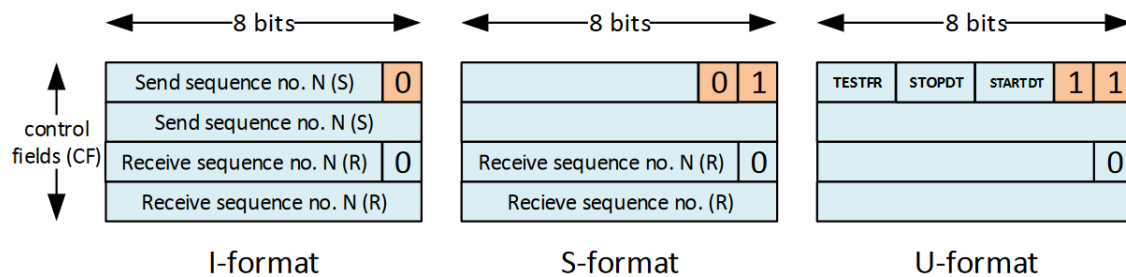 8 bits
8 bits
8 bits
control
fields (CF)
Send sequence no. N (S) 0
Send sequence no. N (S)
Receive sequence no. N (R) 0
Receive sequence no. N (R)
I-format
0 1
Receive sequence no. N (R) 0
Recieve sequence no. (R)
S-format
TESTFR STOPDT STARTDT 1 1
0
U-format